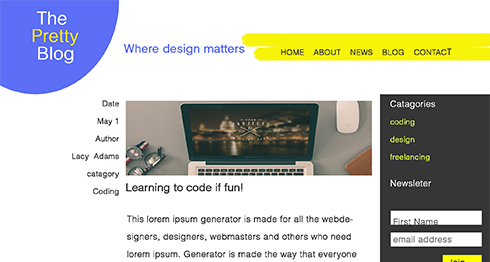 The
Pretty
Blog
Where design matters
HOME ABOUT NEWS BLOG CONTACT
Date
May 1
Author
Lacy Adams
catagory
Coding
Learning to code if fun!
This lorem ipsum generator is made for all the webde-
signers, designers, webmasters and others who need
lorem ipsum. Generator is made the way that everyone
Catagories
coding
design
freelancing
Newsleter
First Name
email address
Join